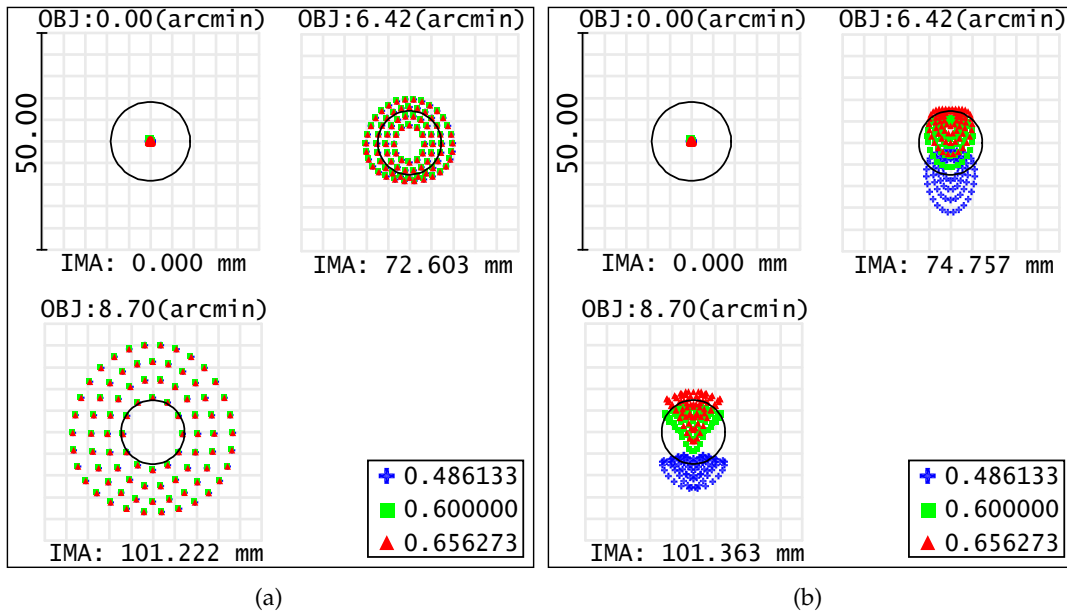 OBJ:0.00(arcmin)
OBJ:6.42(arcmin)
50.00
IMA: 0.000 mm
IMA: 72.603 mm
OBJ:8.70(arcmin)
IMA: 101.222 mm
0.486133
0.600000
0.656273
(a)
OBJ:0.00(arcmin)
OBJ:6.42(arcmin)
50.00
IMA: 0.000 mm
IMA: 74.757 mm
OBJ:8.70(arcmin)
IMA: 101.363 mm
0.486133
0.600000
0.656273
(b)